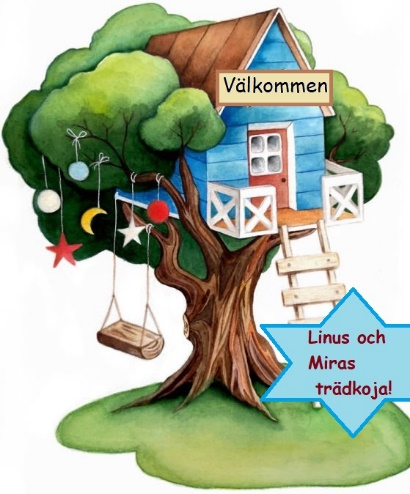 Välkommen
Linus och
Miras
trädkoja!